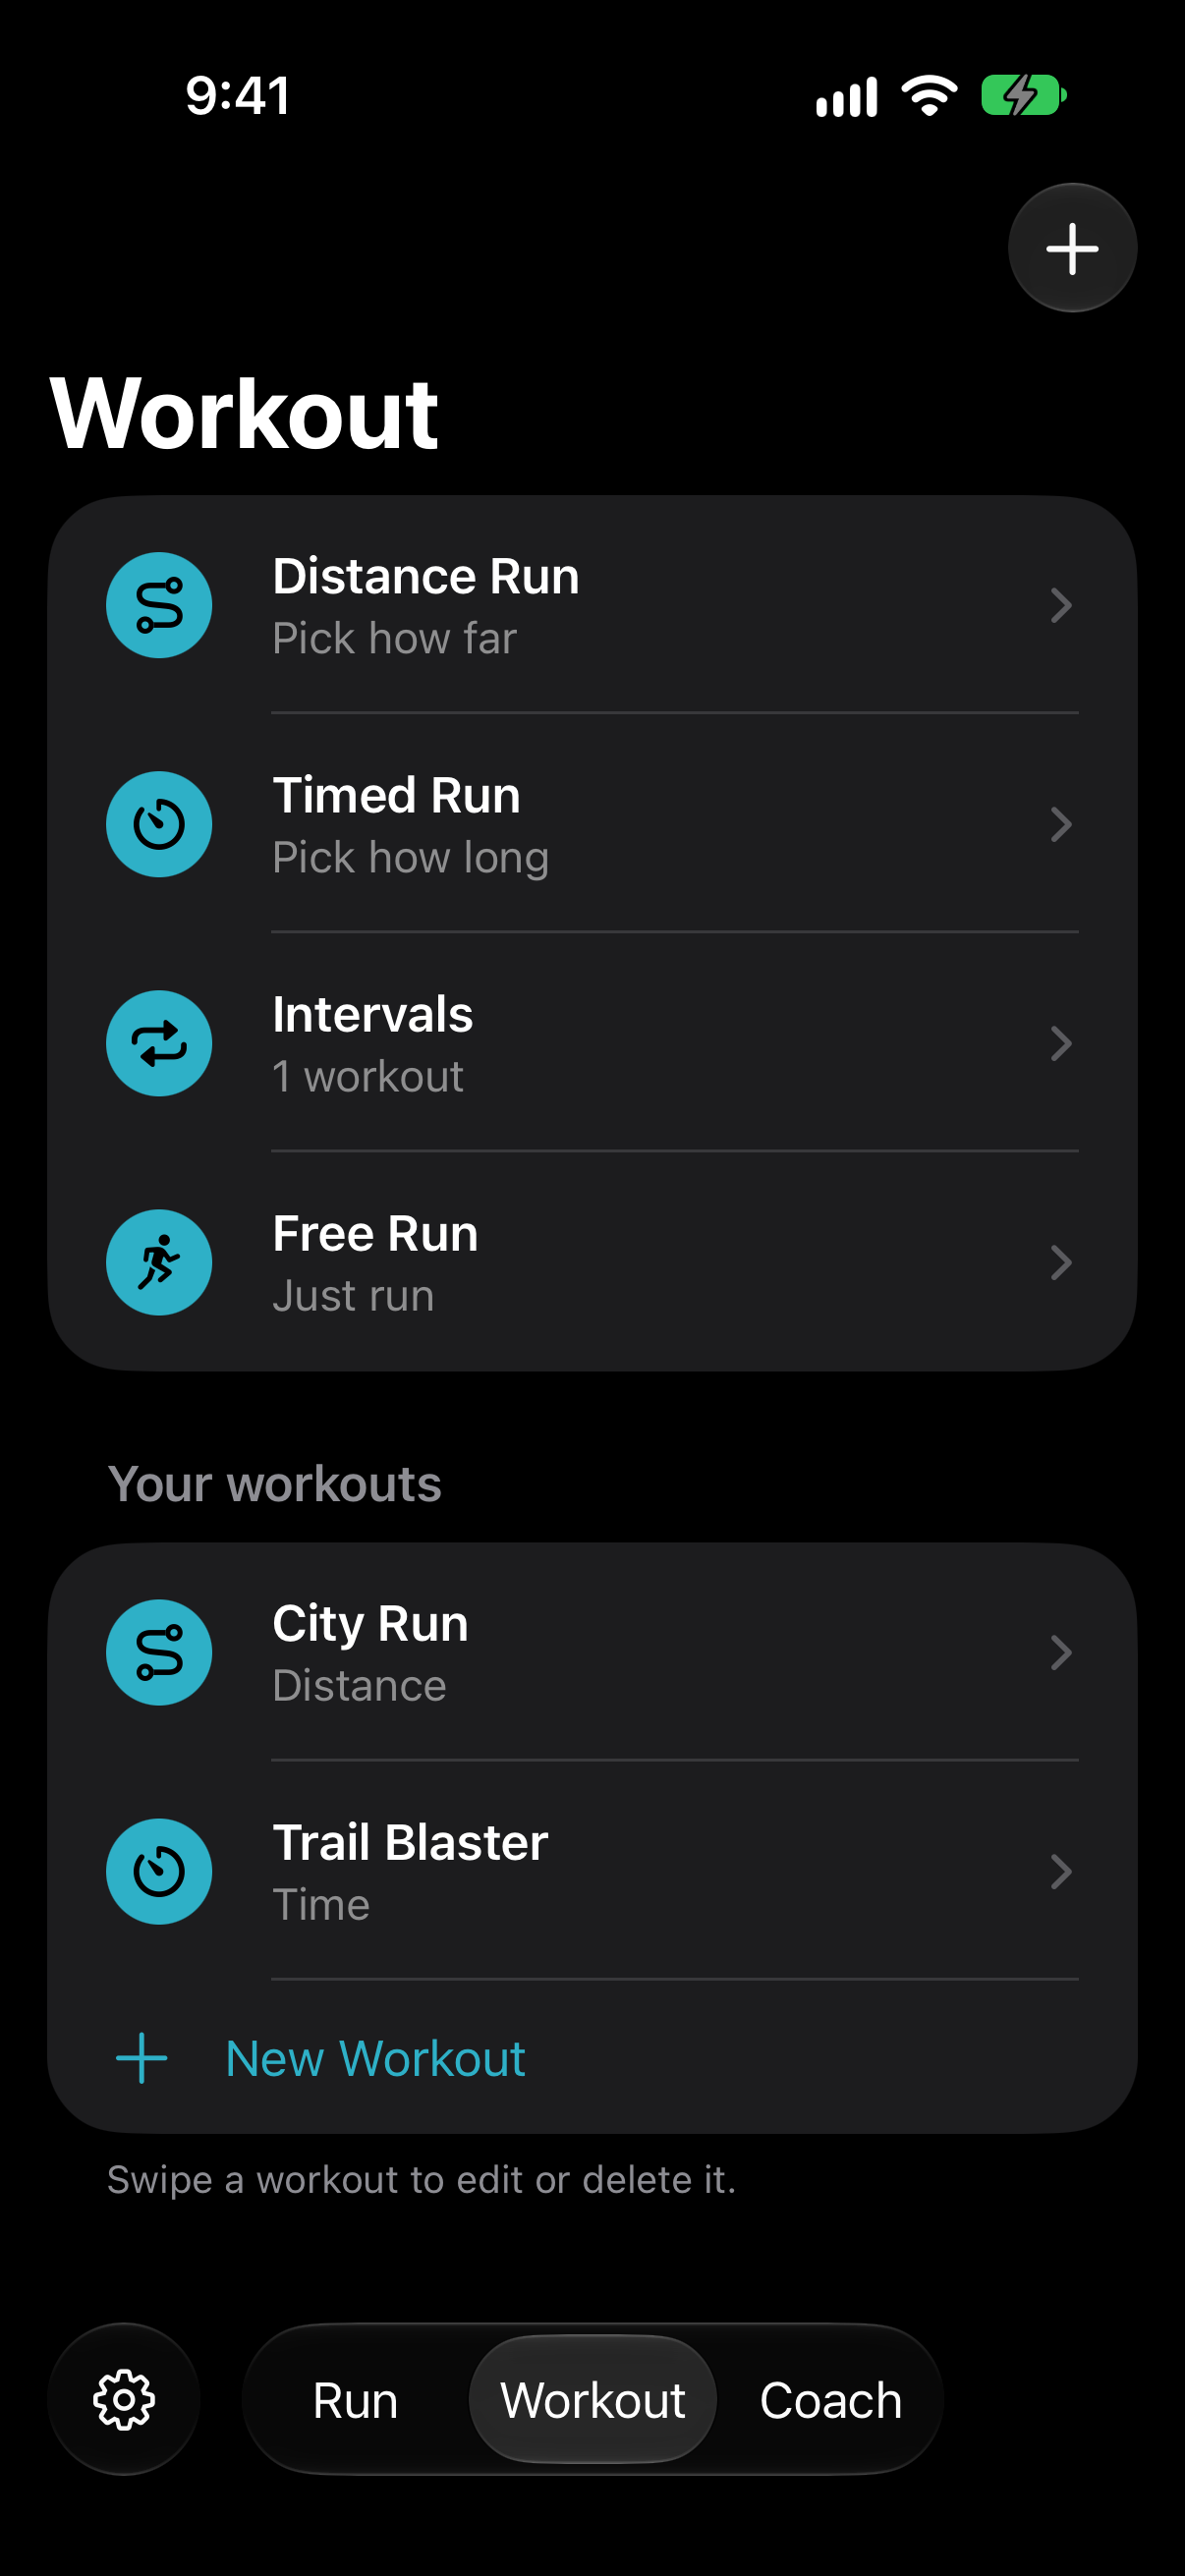 9:41
Workout
Distance Run
Pick how far
Timed Run
Pick how long
Intervals
1 workout
Free Run
Just run
Your workouts
City Run
Distance
Trail Blaster
Time
New Workout
Swipe a workout to edit or delete it.
Run
Workout
Coach